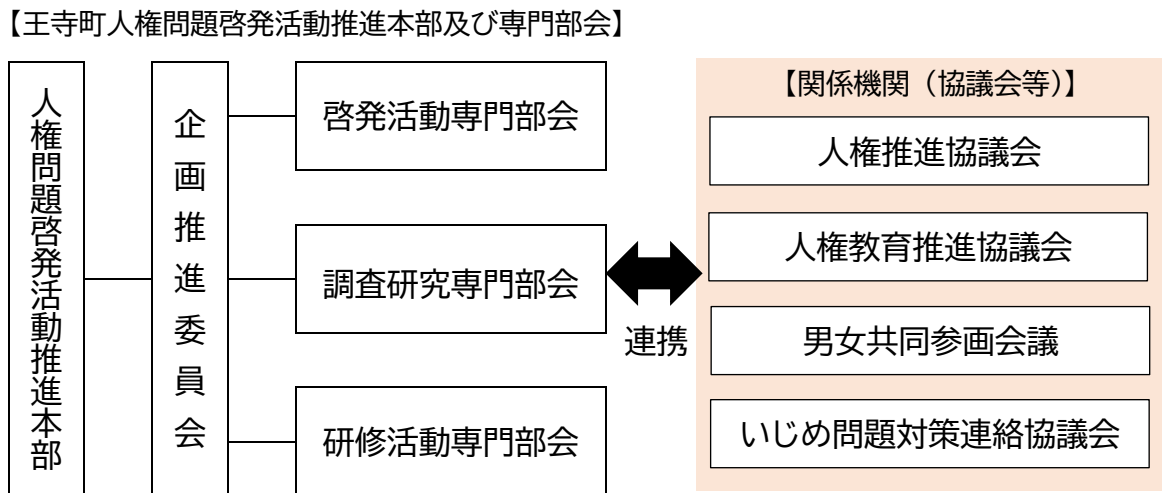 【王寺町人権問題啓発活動推進本部及び専門部会】
人権問題啓発活動推進本部
企画推進委員会
啓発活動専門部会
調査研究専門部会
研修活動専門部会
連携
【関係機関（協議会等）】
人権推進協議会
人権教育推進協議会
男女共同参画会議
いじめ問題対策連絡協議会